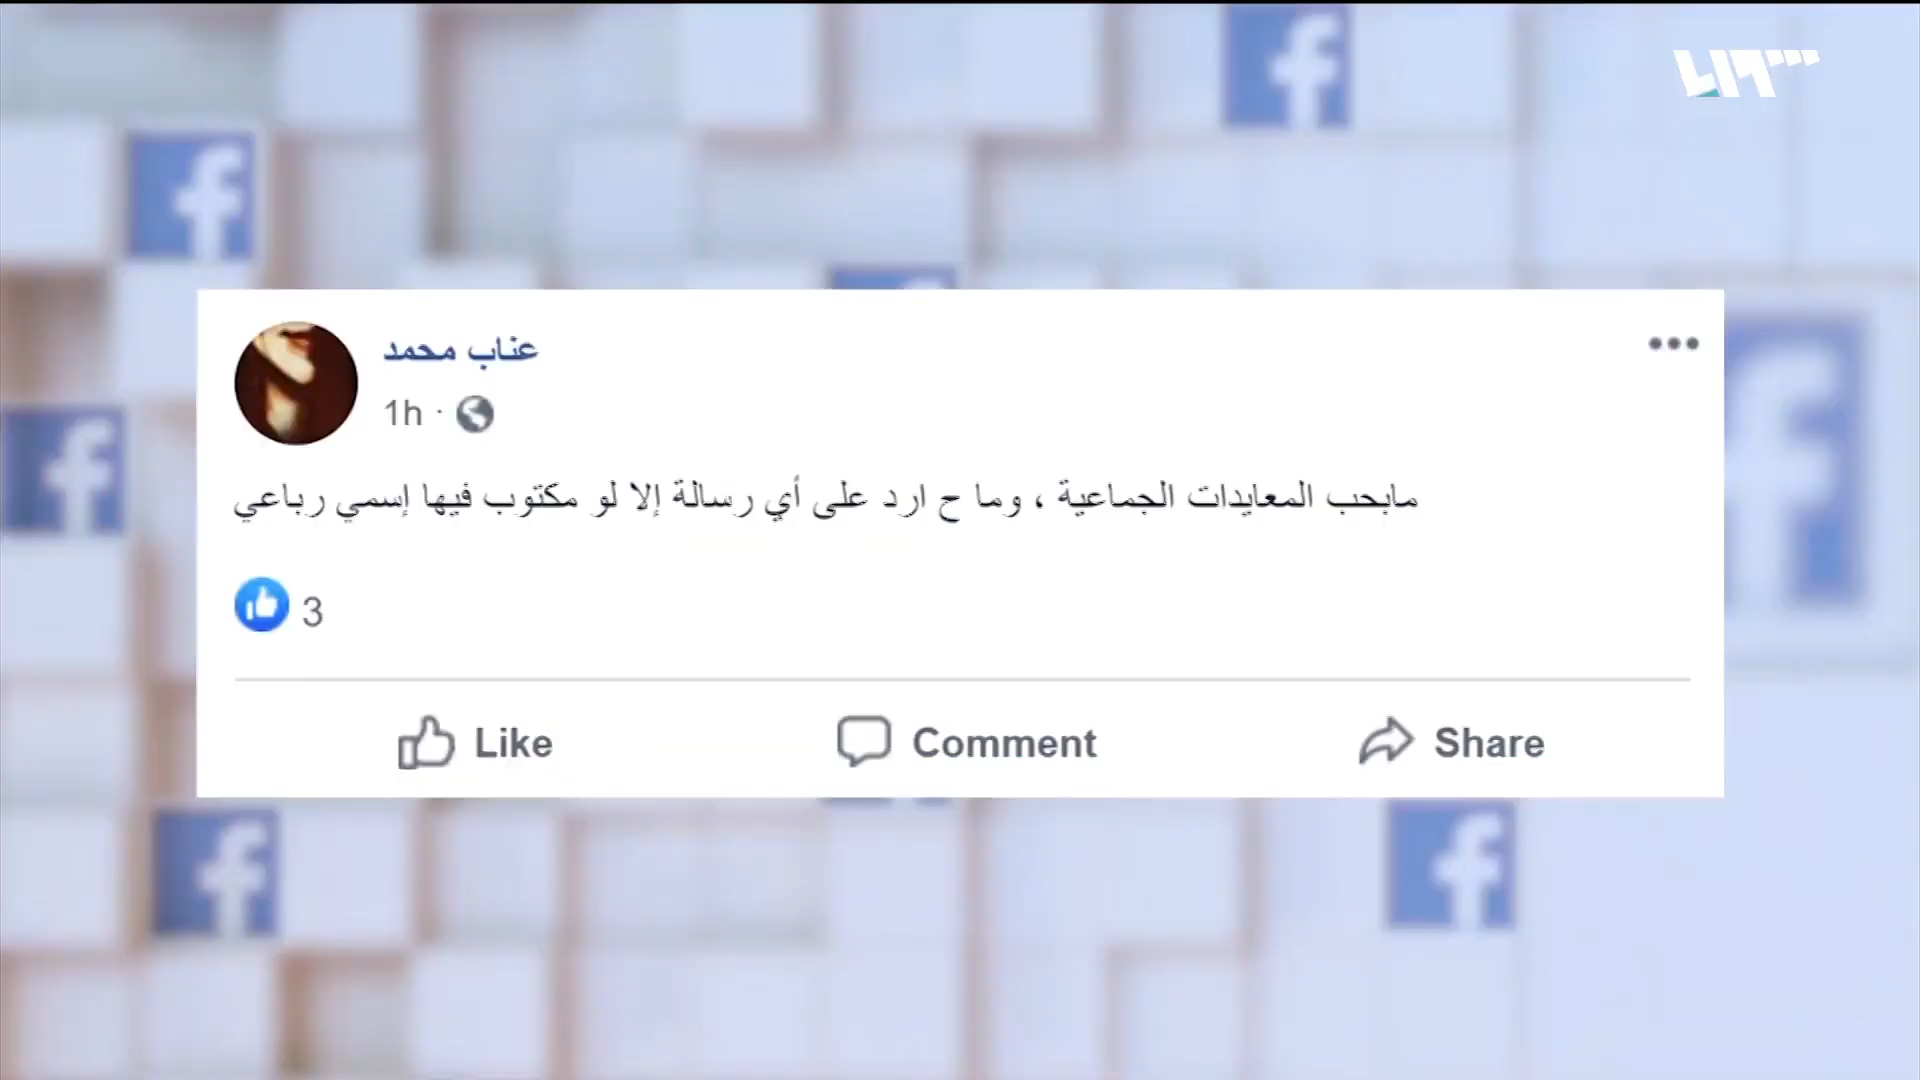 عناب محمد
1h ·
مابحب المعايدات الجماعية ، وما ح ارد على أي رسالة إلا لو مكتوب فيها إسمي رباعي
3
Like Comment Share